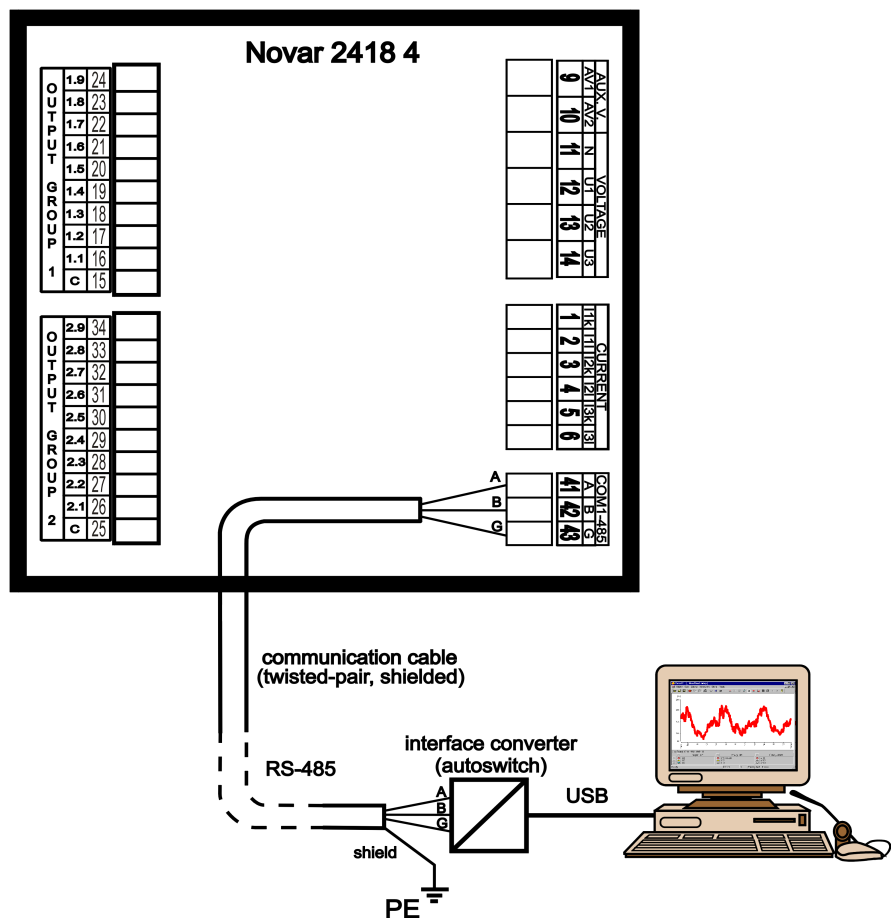 Novar 2418 4
OUTPUT GROUP 1
1.9 24
1.8 23
1.7 22
1.6 21
1.5 20
1.4 19
1.3 18
1.2 17
1.1 16
C 15
OUTPUT GROUP 2
2.9 34
2.8 33
2.7 32
2.6 31
2.5 30
2.4 29
2.3 28
2.2 27
2.1 26
C 25
AUX. V.
9 AV1
10 AV2
VOLTAGE
11 N
12 U1
13 U2
14 U3
CURRENT
1 I1k
2 I1l
3 I2k
4 I2l
5 I3k
6 I3l
COM1-485
A 41 A
B 42 B
G 43 G
communication cable
(twisted-pair, shielded)
RS-485
interface converter
(autoswitch)
A
B
G
USB
shield
PE